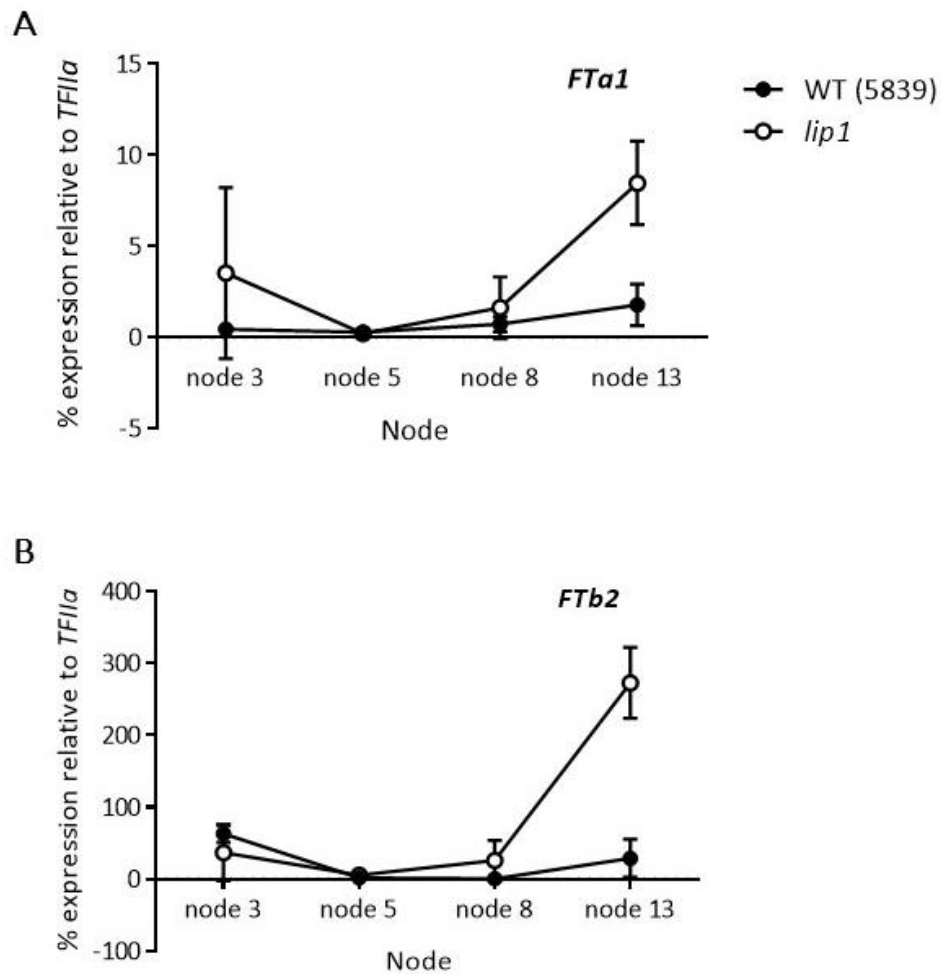 A
% expression relative to TFIIa
15
10
5
0
-5
FTa1
WT (5839)
lip1
node 3 node 5 node 8 node 13
Node
B
% expression relative to TFIIa
400
300
200
100
0
-100
FTb2
node 3 node 5 node 8 node 13
Node